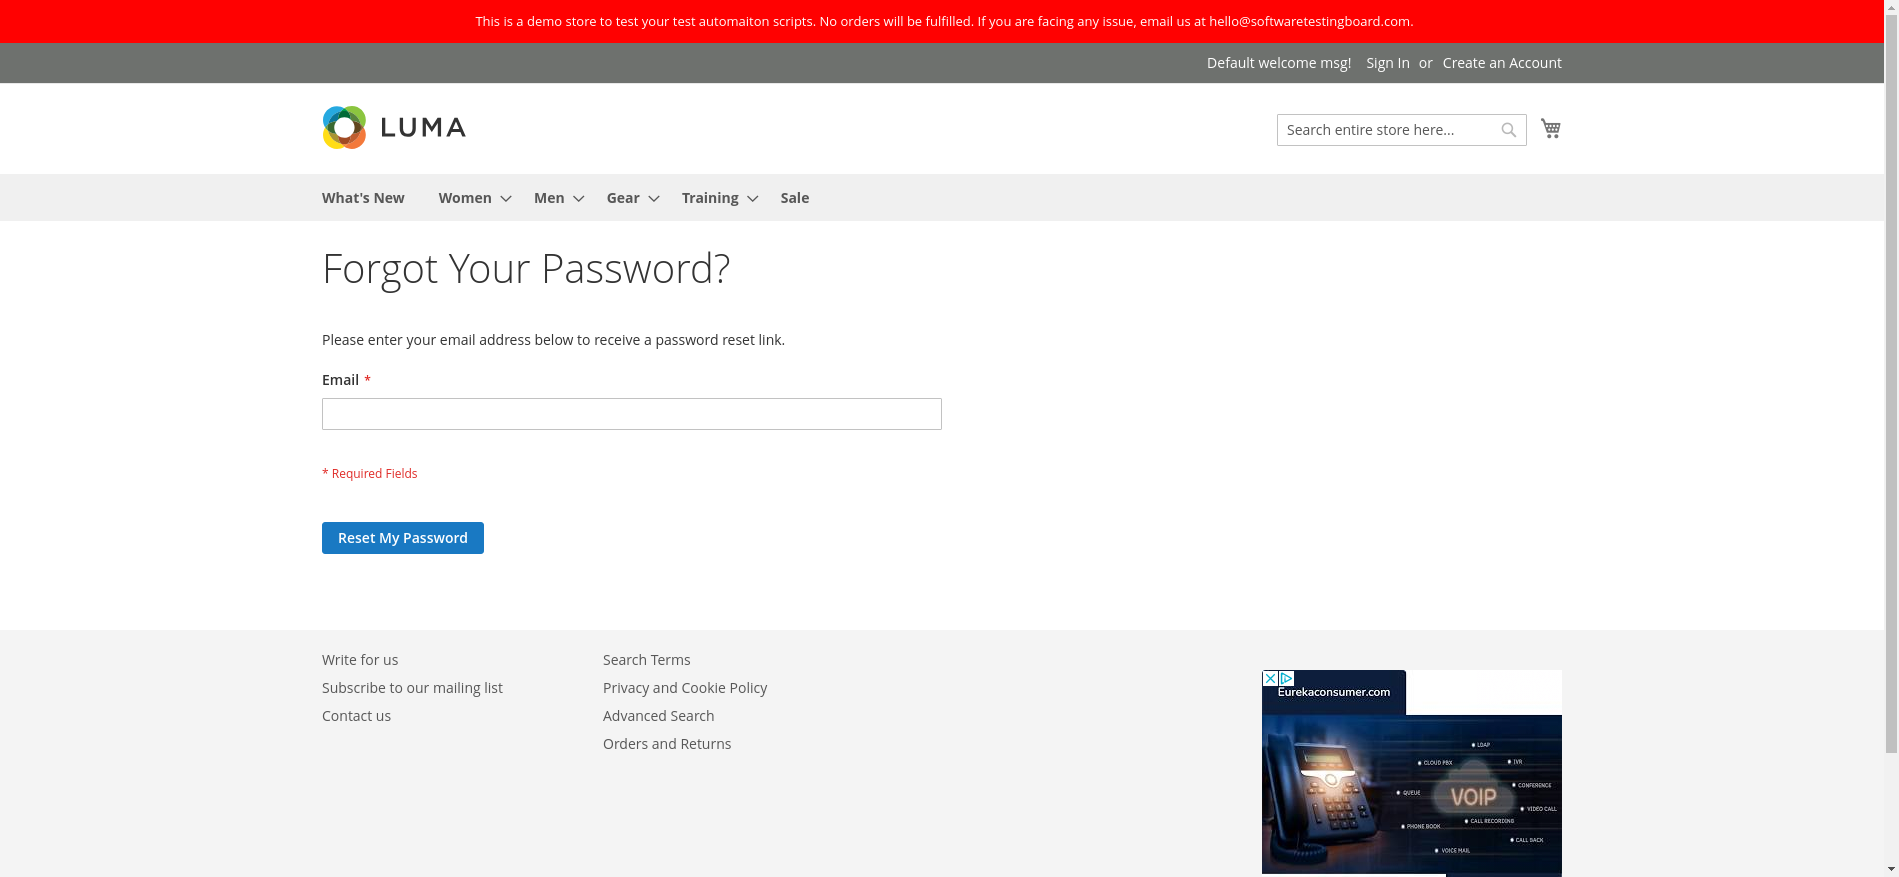 This is a demo store to test your test automaiton scripts. No orders will be fulfilled. If you are facing any issue, email us at hello@softwaretestingboard.com.
Default welcome msg! Sign In or Create an Account
LUMA
Search entire store here...
What's New Women Men Gear Training Sale
Forgot Your Password?
Please enter your email address below to receive a password reset link.
Email *
* Required Fields
Reset My Password
Write for us
Subscribe to our mailing list
Contact us
Search Terms
Privacy and Cookie Policy
Advanced Search
Orders and Returns
Eurekaconsumer.com
LDAP
CLOUD PBX
IVR
CONFERENCE
QUEUE
VOIP
VIDEO CALL
CALL RECORDING
PHONE BOOK
CALL BACK
VOICE MAIL